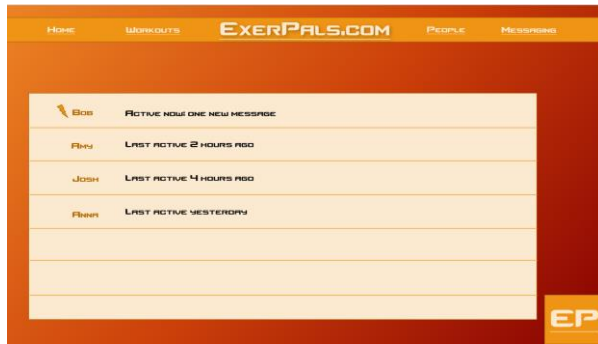 Home Workouts ExerPals.com People Messaging
Bob Active now! one new message
Amy Last active 2 hours ago
Josh Last active 4 hours ago
Anna Last active yesterday
EP